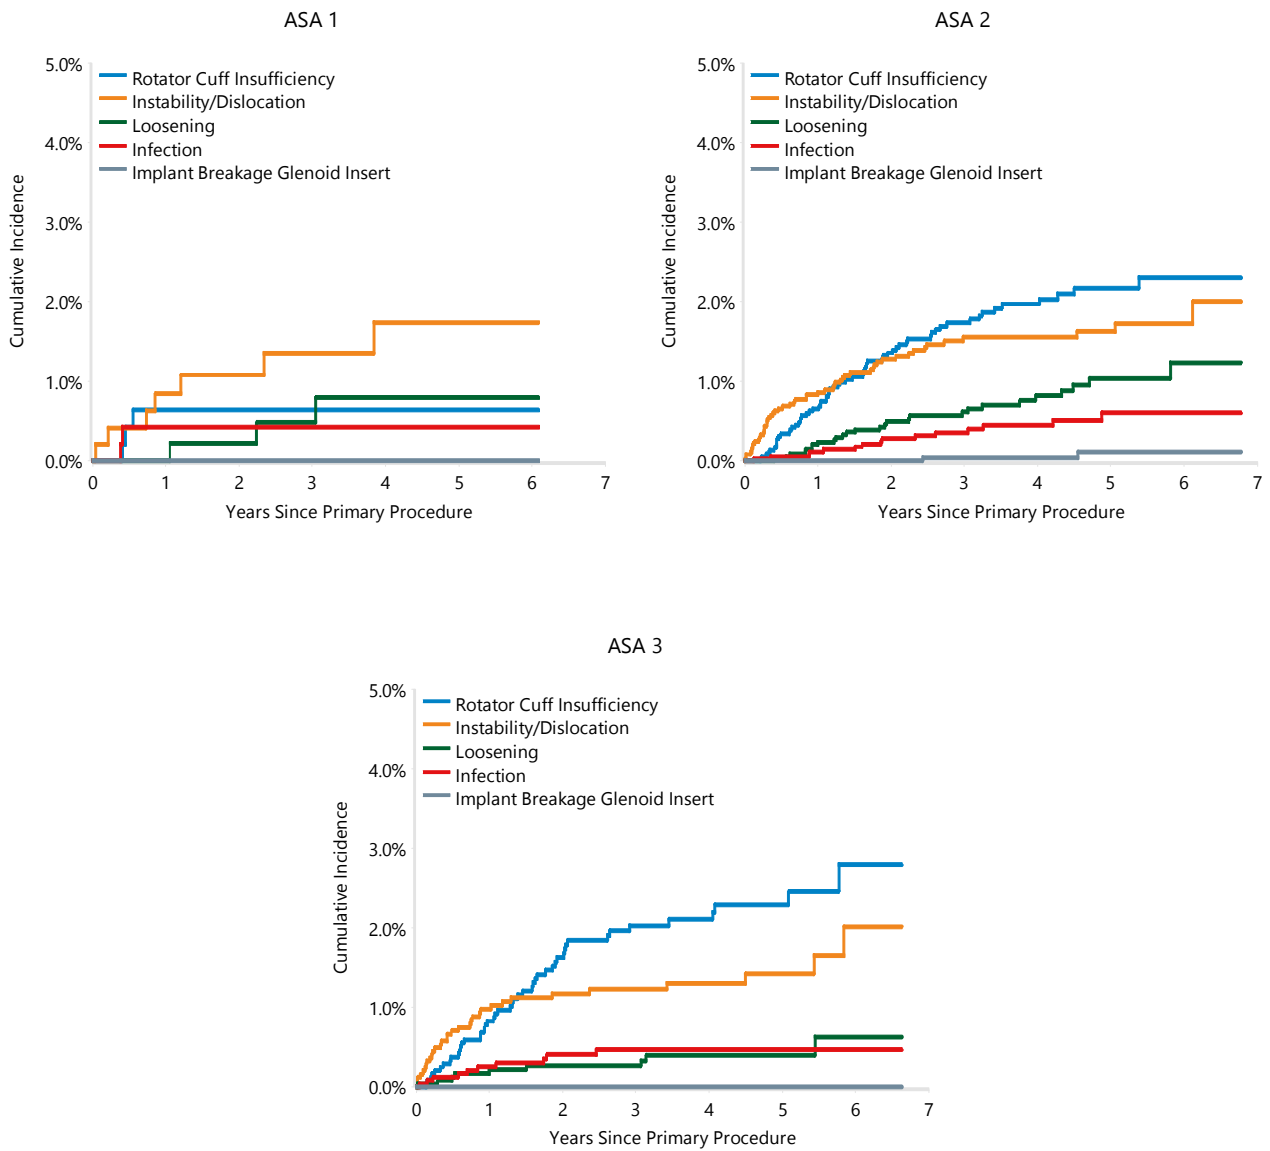 ASA 1
5.0%
4.0%
3.0%
2.0%
1.0%
0.0%
Cumulative Incidence
Rotator Cuff Insufficiency
Instability/Dislocation
Loosening
Infection
Implant Breakage Glenoid Insert
0 1 2 3 4 5 6 7
Years Since Primary Procedure
ASA 2
5.0%
4.0%
3.0%
2.0%
1.0%
0.0%
Cumulative Incidence
Rotator Cuff Insufficiency
Instability/Dislocation
Loosening
Infection
Implant Breakage Glenoid Insert
0 1 2 3 4 5 6 7
Years Since Primary Procedure
ASA 3
5.0%
4.0%
3.0%
2.0%
1.0%
0.0%
Cumulative Incidence
Rotator Cuff Insufficiency
Instability/Dislocation
Loosening
Infection
Implant Breakage Glenoid Insert
0 1 2 3 4 5 6 7
Years Since Primary Procedure